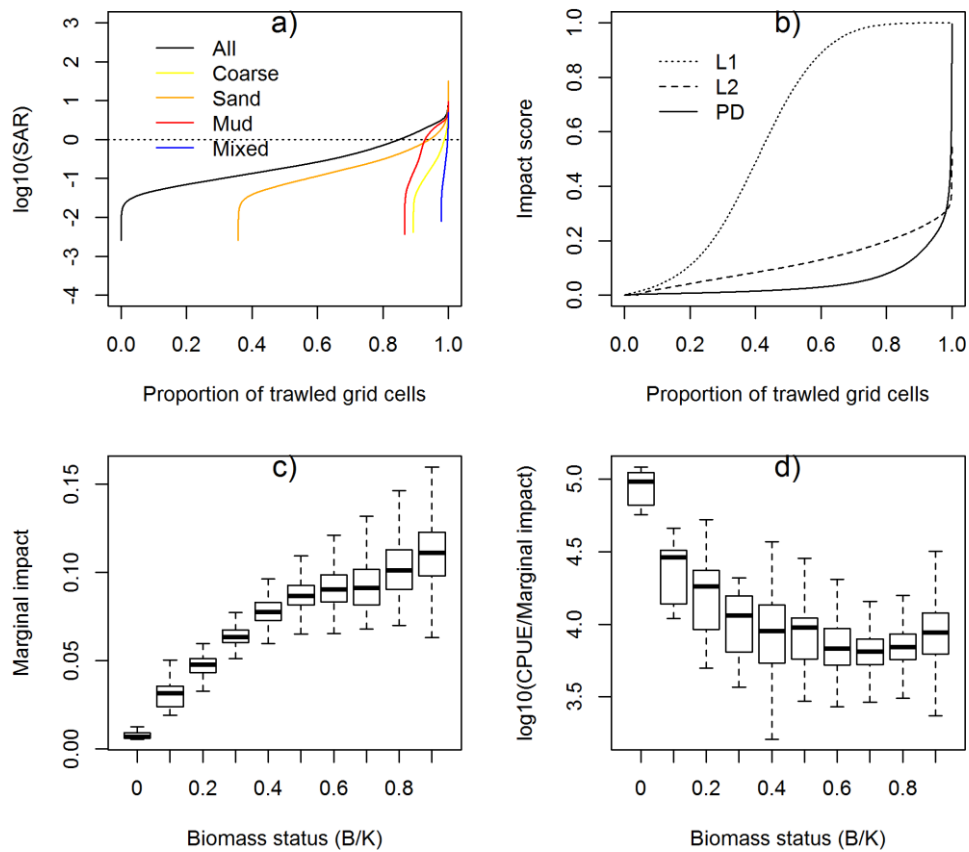 a)
log10(SAR)
3
2
1
0
-1
-2
-4
All
Coarse
Sand
Mud
Mixed
0.0 0.2 0.4 0.6 0.8 1.0
Proportion of trawled grid cells
b)
Impact score
1.0
0.8
0.6
0.4
0.2
0.0
L1
L2
PD
0.0 0.2 0.4 0.6 0.8 1.0
Proportion of trawled grid cells
c)
Marginal impact
0.15
0.10
0.05
0.00
0 0.2 0.4 0.6 0.8
Biomass status (B/K)
d)
log10(CPUE/Marginal impact)
5.0
4.5
4.0
3.5
0 0.2 0.4 0.6 0.8
Biomass status (B/K)